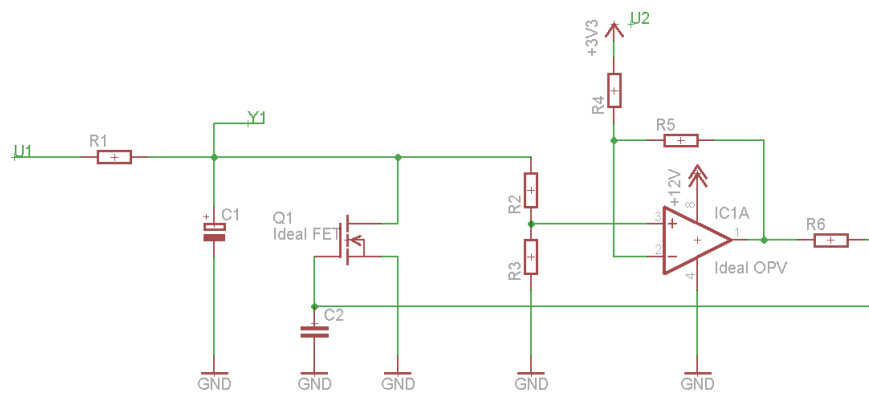 U2
+3V3
R4
Y1
U1
R1
R5
+12V
8
IC1A
C1
Q1
Ideal FET
R2
3
1
R6
2
R3
Ideal OPV
4
C2
GND
GND
GND
GND
GND